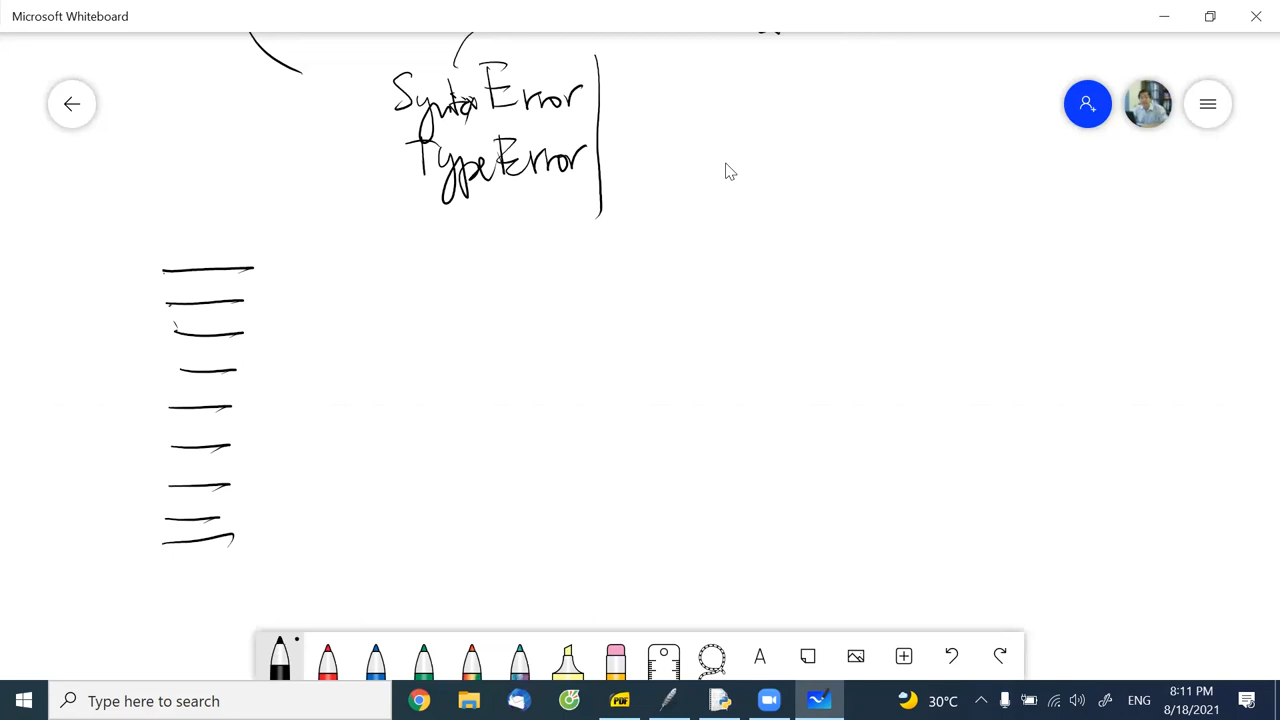 Microsoft Whiteboard
SyntaxError
TypeError
A
Type here to search
30°C
ENG
8:11 PM
8/18/2021